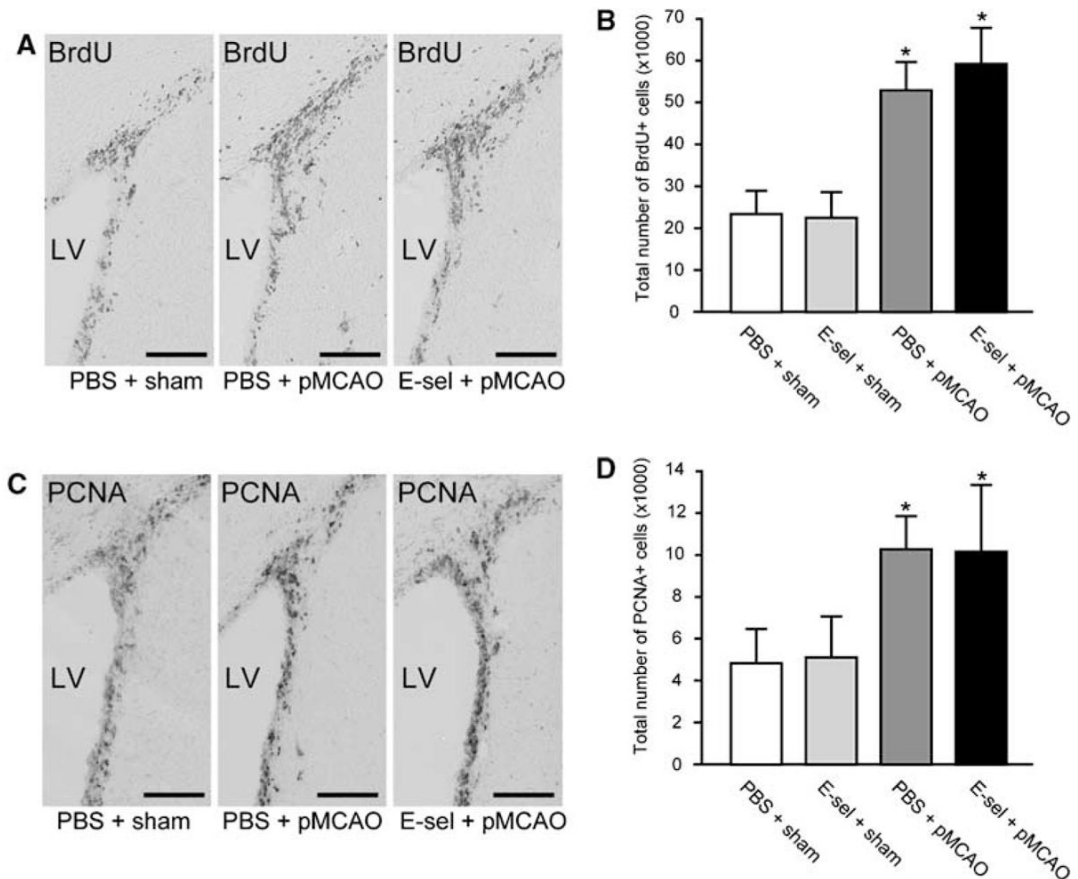 A
BrdU
BrdU
BrdU
LV
LV
LV
PBS + sham
PBS + pMCAO
E-sel + pMCAO
B
Total number of BrdU+ cells (x1000)
70
60
50
40
30
20
10
0
*
*
PBS + sham
E-sel + sham
PBS + pMCAO
E-sel + pMCAO
C
PCNA
PCNA
PCNA
LV
LV
LV
PBS + sham
PBS + pMCAO
E-sel + pMCAO
D
Total number of PCNA+ cells (x1000)
14
12
10
8
6
4
2
0
*
*
PBS + sham
E-sel + sham
PBS + pMCAO
E-sel + pMCAO